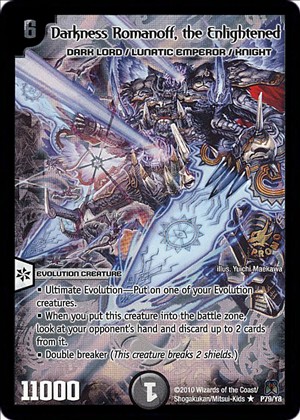 6
Darkness Romanoff, the Enlightened
DARK LORD / LUNATIC EMPEROR / KNIGHT
PROMO
illus. Yuichi Maekawa
EVOLUTION CREATURE
▪ Ultimate Evolution—Put on one of your Evolution
creatures.
▪ When you put this creature into the battle zone,
look at your opponent's hand and discard up to 2 cards
from it.
▪ Double breaker (This creature breaks 2 shields.)
11000
1
©2010 Wizards of the Coast/
Shogakukan/Mitsui-Kids ★ P79/Y8